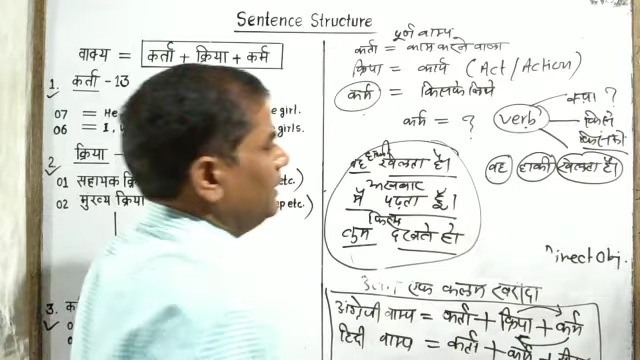 Sentence Structure
वाक्य = कर्ता + क्रिया + कर्म
1. कर्ता - 13
07 = He
girl.
06 = I,
girls.
2. क्रिया
01 सहायक
etc.)
02 मुख्य क्रिया
etc.)
3.
पूर्ण वाक्य
कर्ता = काम करने वाला
क्रिया = कार्य (Act / Action)
कर्म = किसके लिये
कर्म = ?
verb
क्या ?
किसे
किसको
वह हाकी खेलता है।
वह हाकी खेलता है।
अखबार
मैं पढ़ता हूँ।
फिल्म
तुम देखते हो।
irect Obj.
एक कलम खरीदा
अंग्रेजी वाक्य = कर्ता + क्रिया + कर्म
हिंदी वाक्य = कर्ता + कर्म +